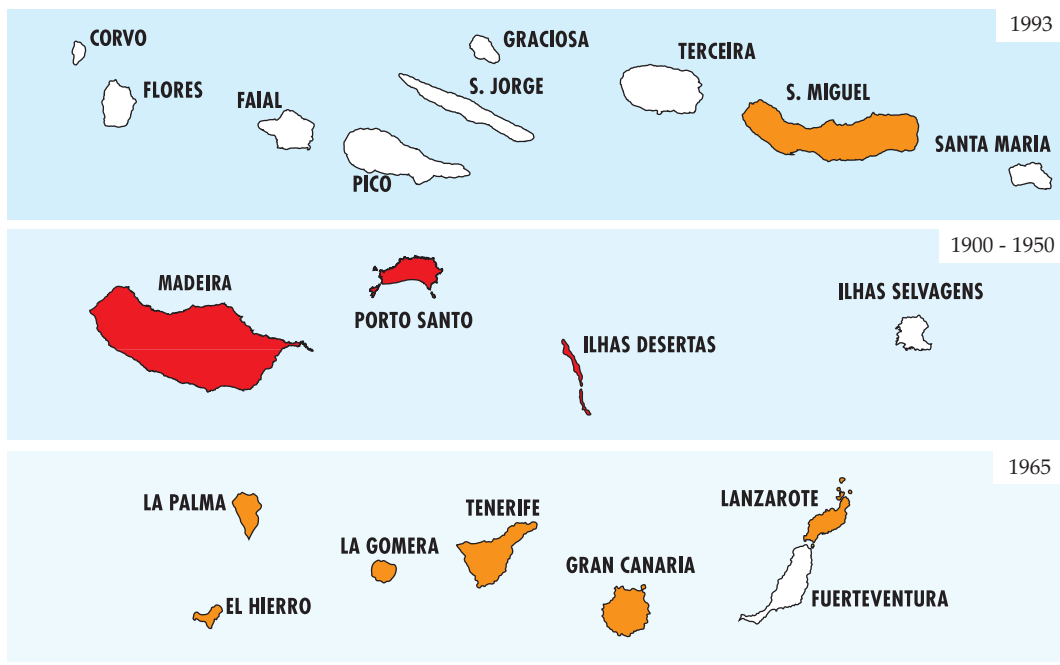 1993
CORVO
GRACIOSA
TERCEIRA
FLORES
S. JORGE
S. MIGUEL
FAIAL
SANTA MARIA
PICO
1900 - 1950
MADEIRA
ILHAS SELVAGENS
PORTO SANTO
ILHAS DESERTAS
1965
LA PALMA
TENERIFE
LANZAROTE
LA GOMERA
GRAN CANARIA
EL HIERRO
FUERTEVENTURA